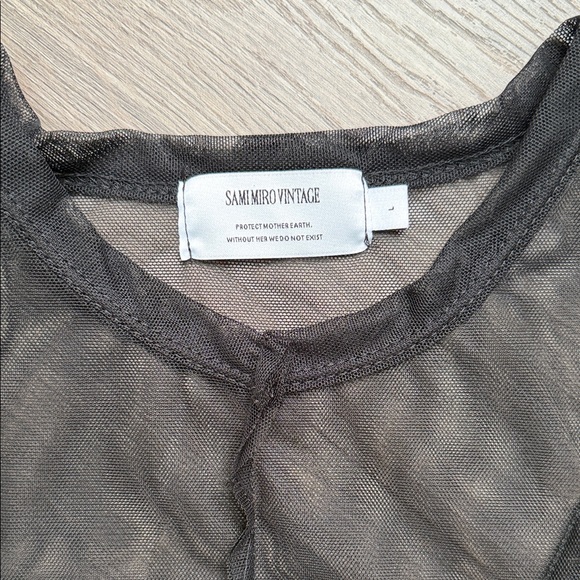 SAMI MIRO VINTAGE
PROTECT MOTHER EARTH.
WITHOUT HER WE DO NOT EXIST
L